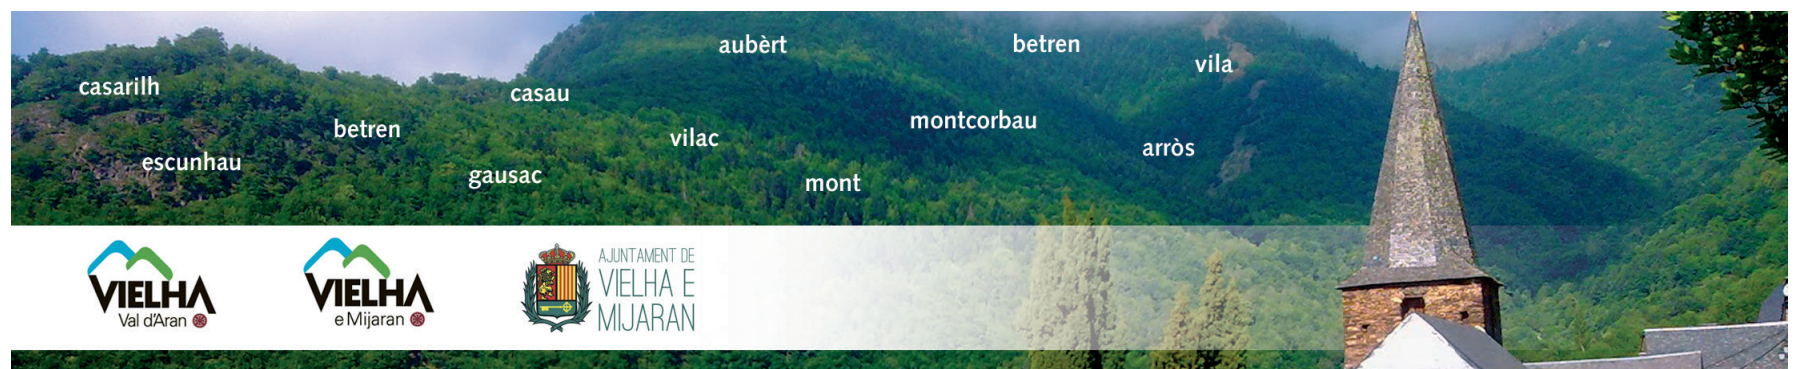 aubèrt
betren
vila
casarilh
casau
montcorbau
betren
vilac
arròs
escunhau
gausac
mont
VIELHA
Val d'Aran
VIELHA
e Mijaran
AJUNTAMENT DE
VIELHA E
MIJARAN